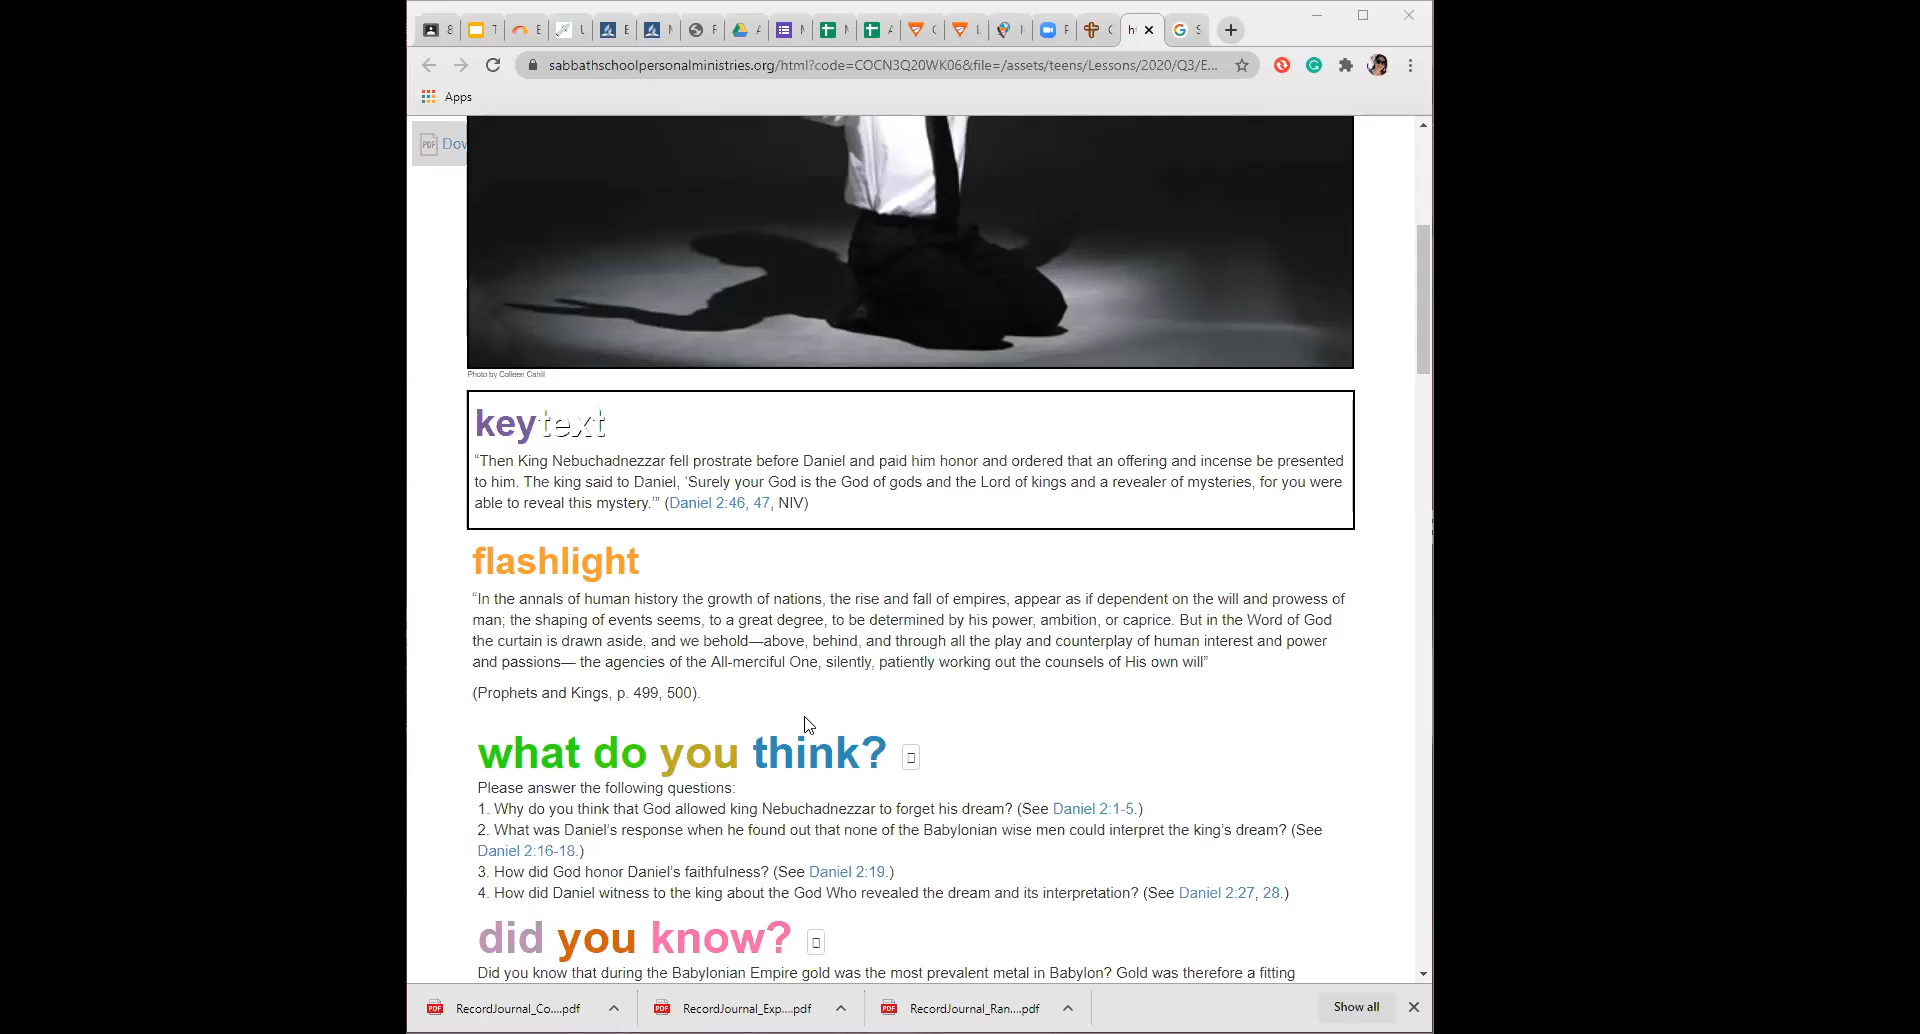 8 T E U E M F A M M A C D H F C h S
sabbathschoolpersonalministries.org/html?code=COCN3Q20WK06&file=/assets/teens/Lessons/2020/Q3/E...
Apps
PDF Dov
Photo by Colleen Cahill
keytext
“Then King Nebuchadnezzar fell prostrate before Daniel and paid him honor and ordered that an offering and incense be presented
to him. The king said to Daniel, ‘Surely your God is the God of gods and the Lord of kings and a revealer of mysteries, for you were
able to reveal this mystery.’” (Daniel 2:46, 47, NIV)
flashlight
“In the annals of human history the growth of nations, the rise and fall of empires, appear as if dependent on the will and prowess of
man; the shaping of events seems, to a great degree, to be determined by his power, ambition, or caprice. But in the Word of God
the curtain is drawn aside, and we behold—above, behind, and through all the play and counterplay of human interest and power
and passions— the agencies of the All-merciful One, silently, patiently working out the counsels of His own will”
(Prophets and Kings, p. 499, 500).
what do you think?
Please answer the following questions:
1. Why do you think that God allowed king Nebuchadnezzar to forget his dream? (See Daniel 2:1-5.)
2. What was Daniel’s response when he found out that none of the Babylonian wise men could interpret the king’s dream? (See
Daniel 2:16-18.)
3. How did God honor Daniel’s faithfulness? (See Daniel 2:19.)
4. How did Daniel witness to the king about the God Who revealed the dream and its interpretation? (See Daniel 2:27, 28.)
did you know?
Did you know that during the Babylonian Empire gold was the most prevalent metal in Babylon? Gold was therefore a fitting
RecordJournal_Co....pdf RecordJournal_Exp....pdf RecordJournal_Ran....pdf Show all